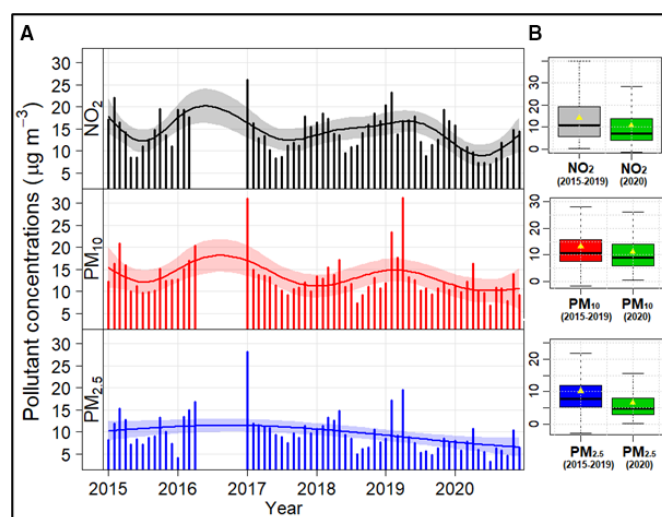 A
B
Pollutant concentrations (µg m⁻³)
NO₂
30
25
20
15
10
5
PM₁₀
30
25
20
15
10
5
PM₂.₅
30
25
20
15
10
5
2015 2016 2017 2018 2019 2020
Year
0 10 20 30
NO₂ NO₂
(2015-2019) (2020)
0 10 20 30
PM₁₀ PM₁₀
(2015-2019) (2020)
0 10 20
PM₂.₅ PM₂.₅
(2015-2019) (2020)